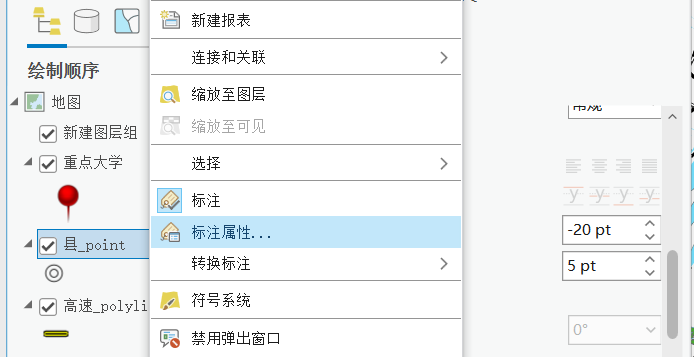 绘制顺序
地图
新建图层组
重点大学
县_point
高速_polyli
新建报表
连接和关联
缩放至图层
缩放至可见
选择
标注
标注属性...
转换标注
符号系统
禁用弹出窗口
常规
-20 pt
5 pt
0°